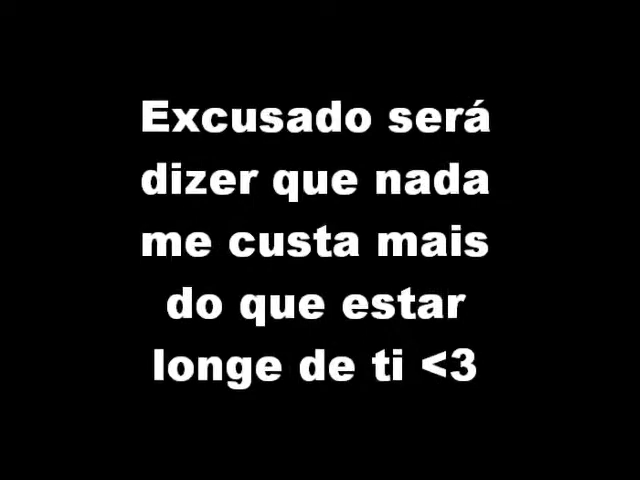 Excusado será
dizer que nada
me custa mais
do que estar
longe de ti <3